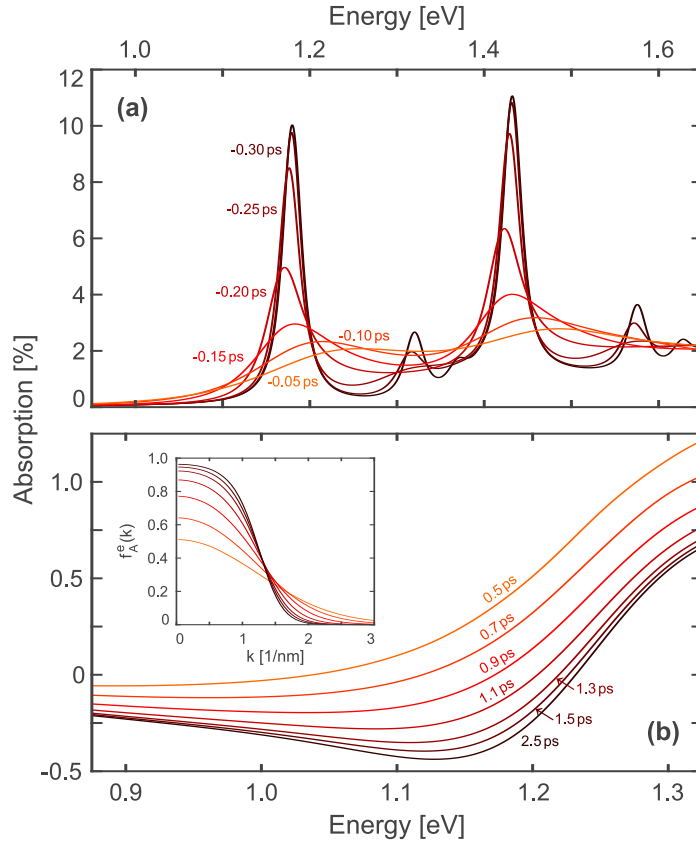 Energy [eV]
1.0 1.2 1.4 1.6
12
10
8
6
4
2
0
(a)
-0.30 ps
-0.25 ps
-0.20 ps
-0.15 ps
-0.10 ps
-0.05 ps
Absorption [%]
1.0
0.5
0
-0.5
1.0
0.8
0.6
0.4
0.2
0
f_A^e(k)
0 1 2 3
k [1/nm]
0.5 ps
0.7 ps
0.9 ps
1.1 ps
1.3 ps
1.5 ps
2.5 ps
(b)
0.9 1.0 1.1 1.2 1.3
Energy [eV]